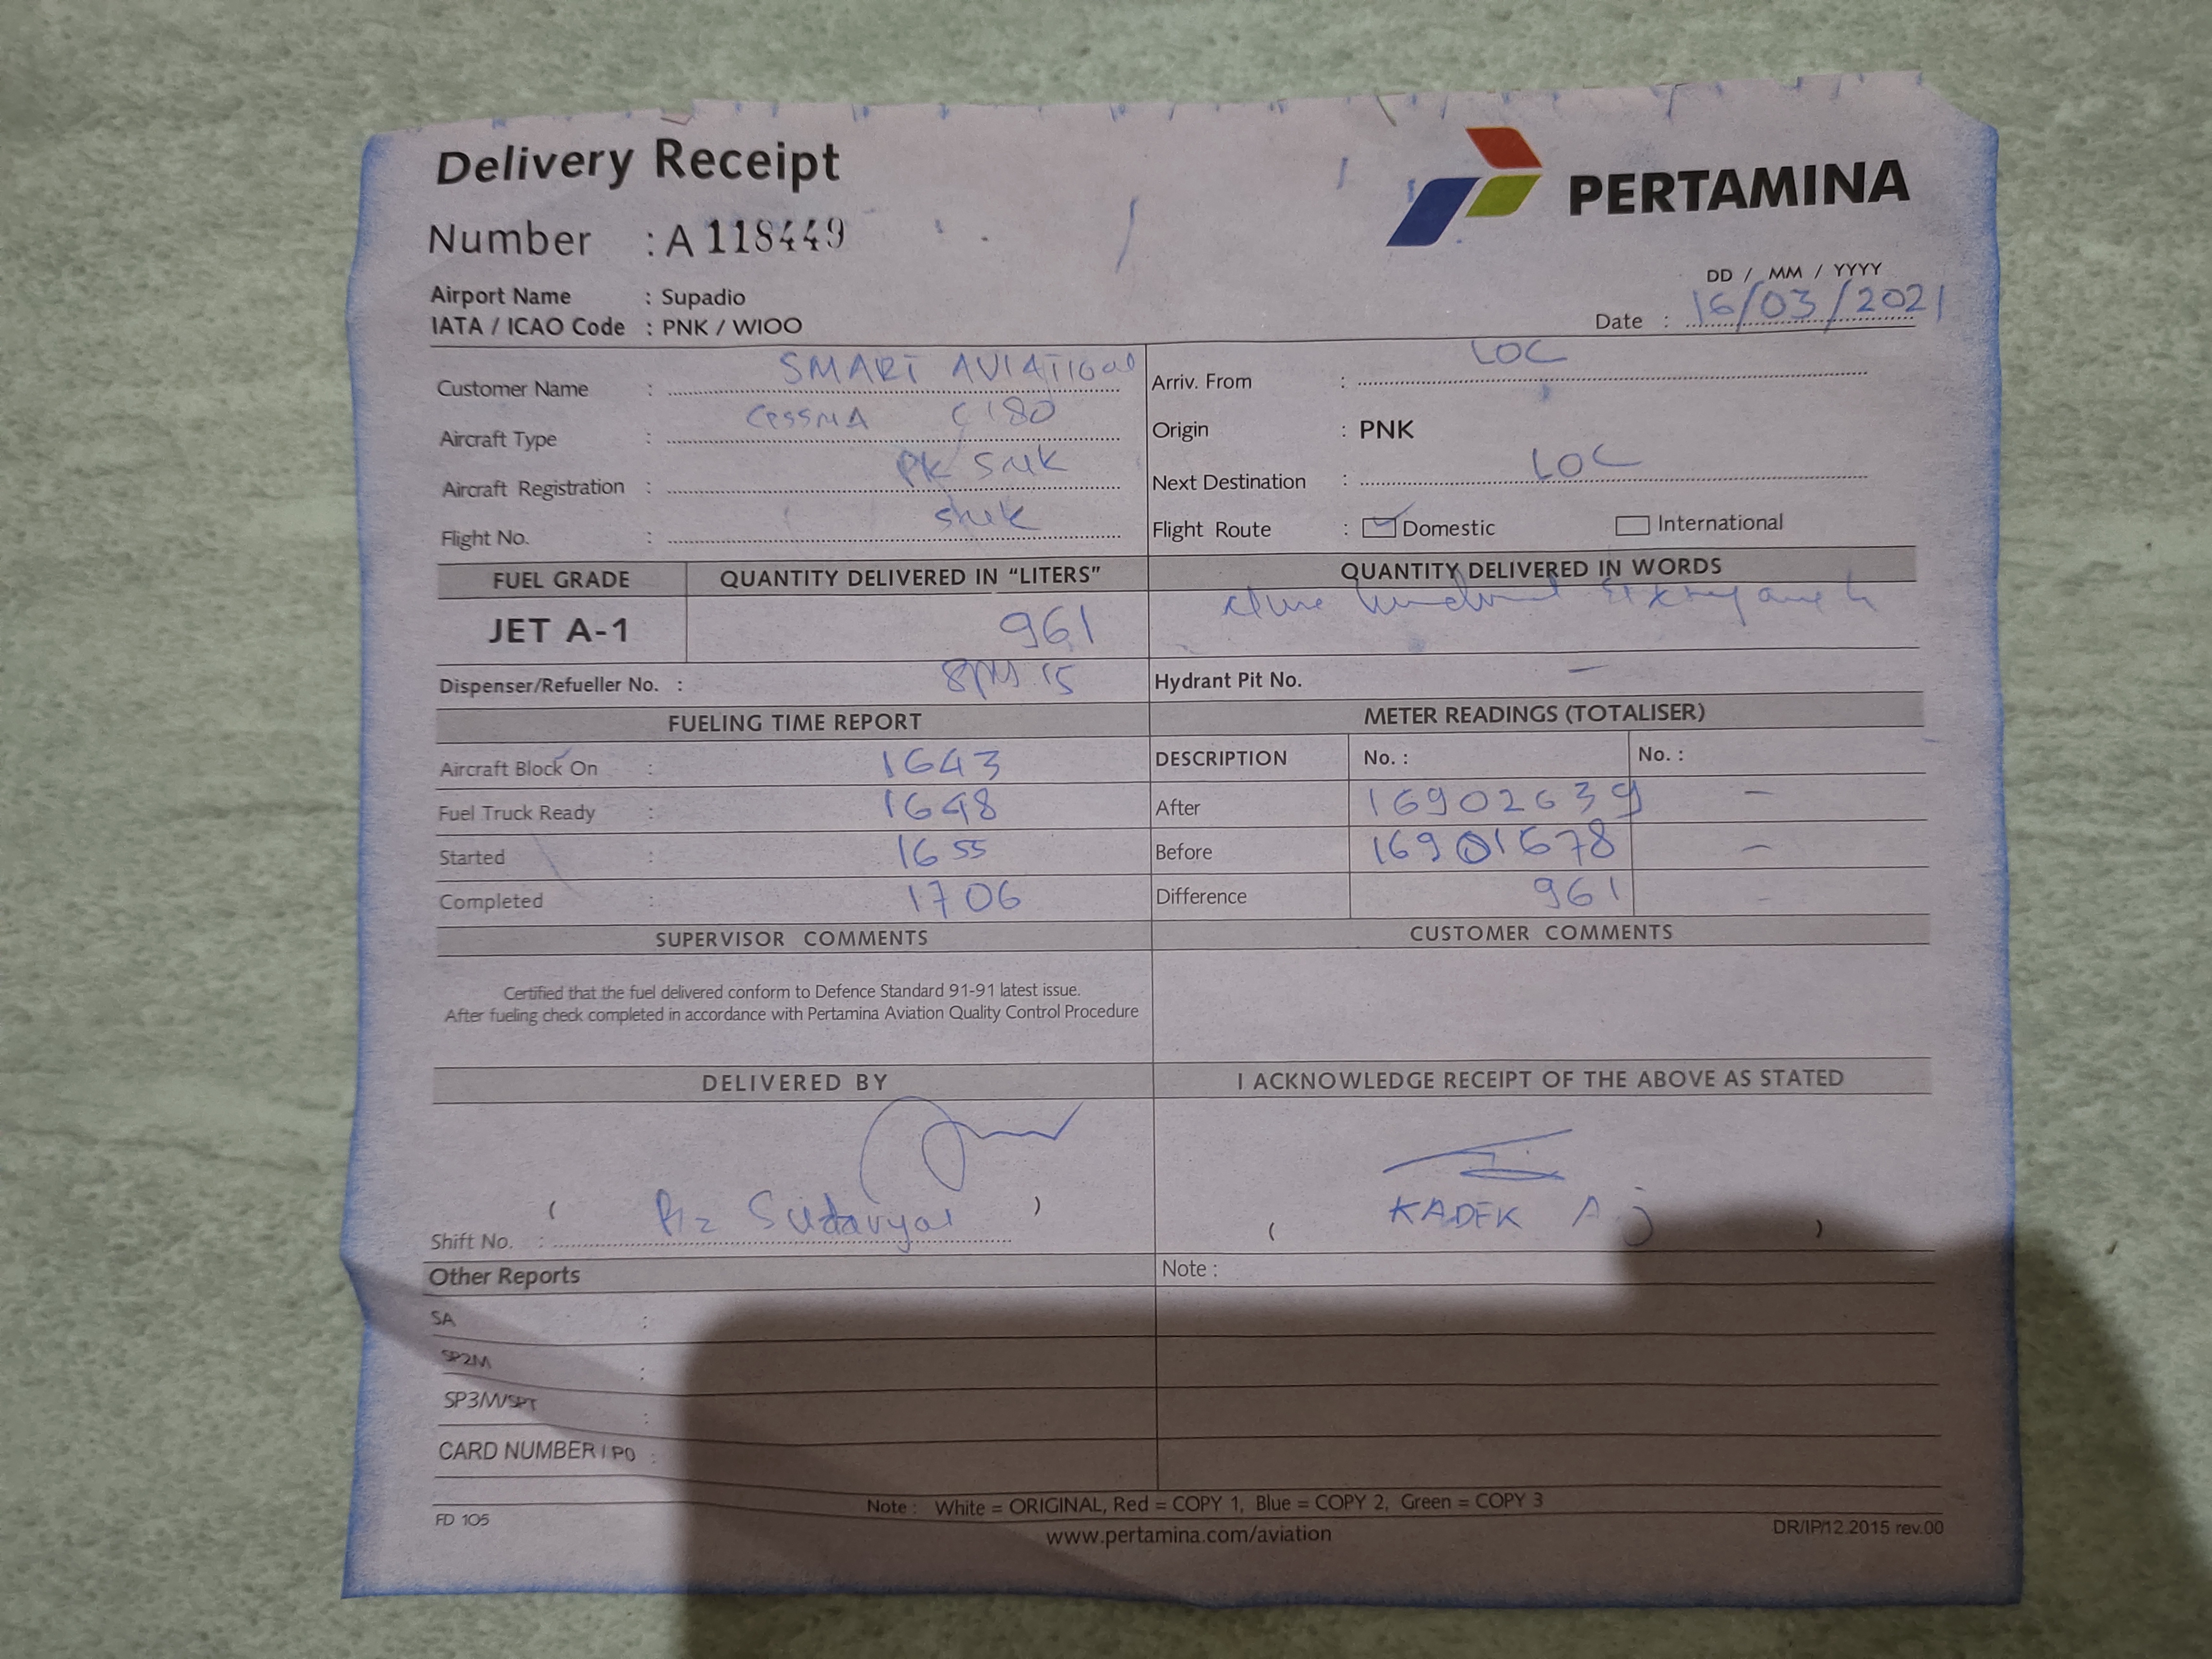 Delivery Receipt
PERTAMINA
Number : A 118449
DD / MM / YYYY
Airport Name : Supadio
Date : 16/03/2021
IATA / ICAO Code : PNK / WIOO
Customer Name : SMART AVIATION
Arriv. From : LOC
Aircraft Type : CESSNA C 180
Origin : PNK
Aircraft Registration : PK SNK
Next Destination : LOC
Flight No. :
Flight Route : Domestic International
FUEL GRADE QUANTITY DELIVERED IN “LITERS” QUANTITY DELIVERED IN WORDS
JET A-1 961 hundred
Dispenser/Refueller No. : 15
Hydrant Pit No. –
FUELING TIME REPORT METER READINGS (TOTALISER)
Aircraft Block On : 1643
DESCRIPTION No. : No. :
Fuel Truck Ready : 1648
After 16902639 –
Started : 1655
Before 16901678 –
Completed : 1706
Difference 961 –
SUPERVISOR COMMENTS CUSTOMER COMMENTS
Certified that the fuel delivered conform to Defence Standard 91-91 latest issue.
After fueling check completed in accordance with Pertamina Aviation Quality Control Procedure
DELIVERED BY I ACKNOWLEDGE RECEIPT OF THE ABOVE AS STATED
( )
( KADEK A.J )
Shift No. :
Other Reports Note :
SA :
SP2M :
SP3M/SPT :
CARD NUMBER / PO :
Note : White = ORIGINAL, Red = COPY 1, Blue = COPY 2, Green = COPY 3
FD 105
www.pertamina.com/aviation
DR/IP/12.2015 rev.00